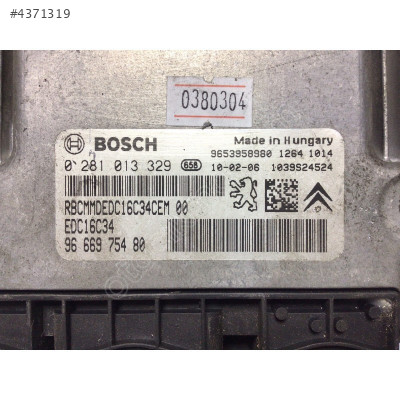 #4371319
0380304
BOSCH
Made in Hungary
9653958980 1264 1014
0 281 013 329 658 10-02-06 1039S24524
RBCMMDEDC16C34CEM 00
EDC16C34
96 669 754 80